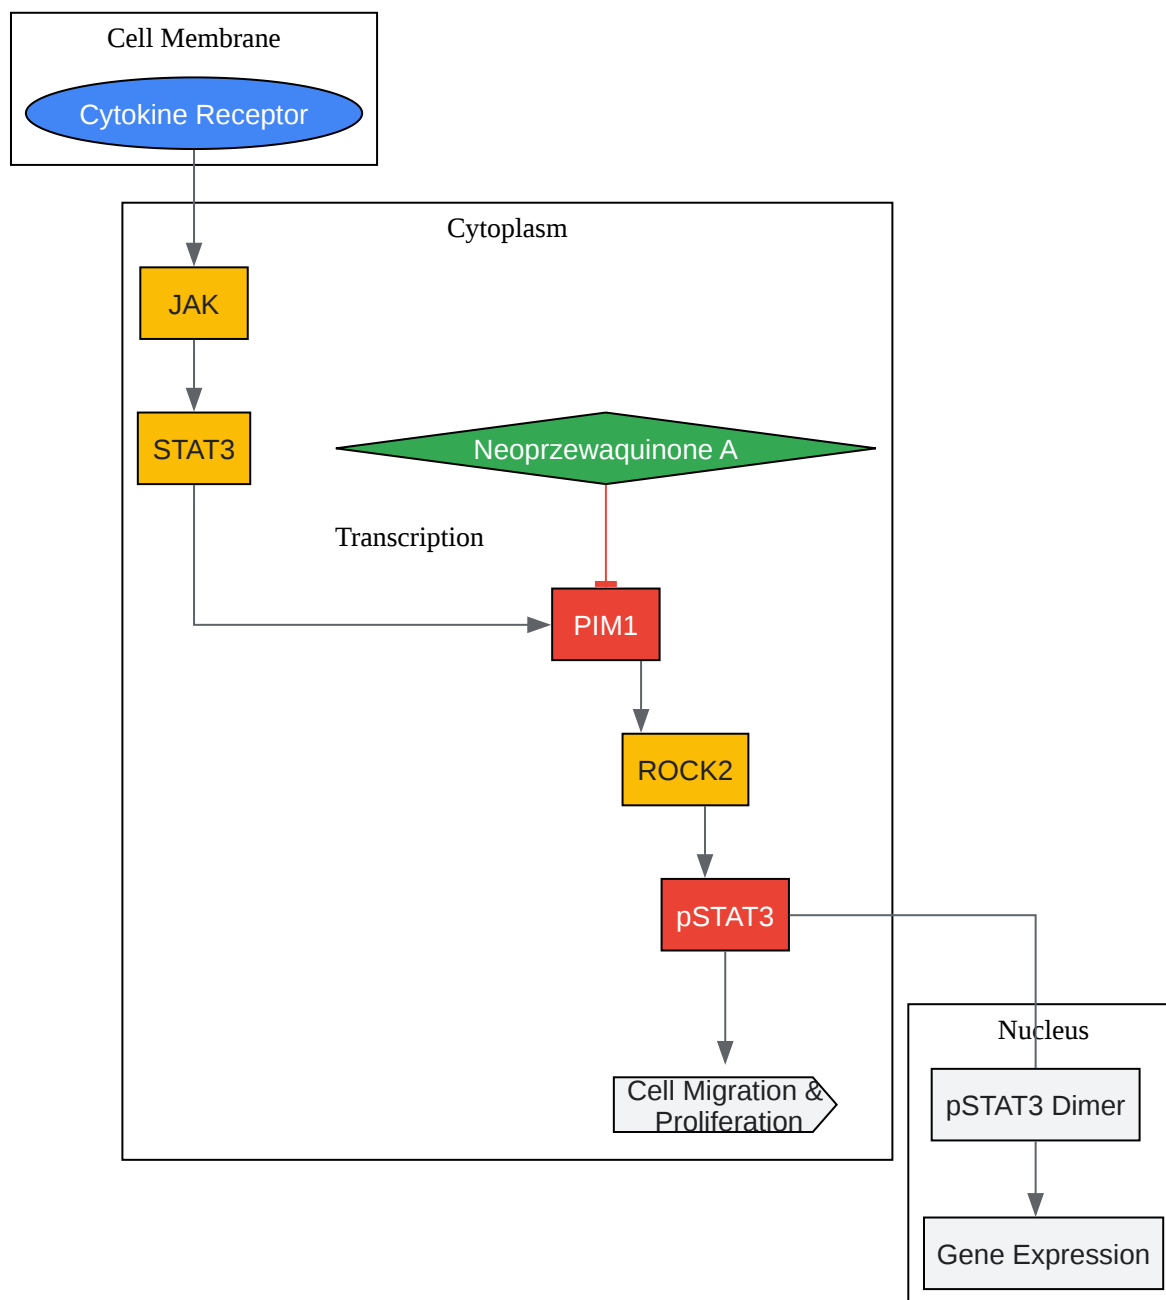 Cell Membrane
Cytokine Receptor
Cytoplasm
JAK
STAT3
Neoprzewaquinone A
Transcription
PIM1
ROCK2
pSTAT3
Cell Migration &
Proliferation
Nucleus
pSTAT3 Dimer
Gene Expression